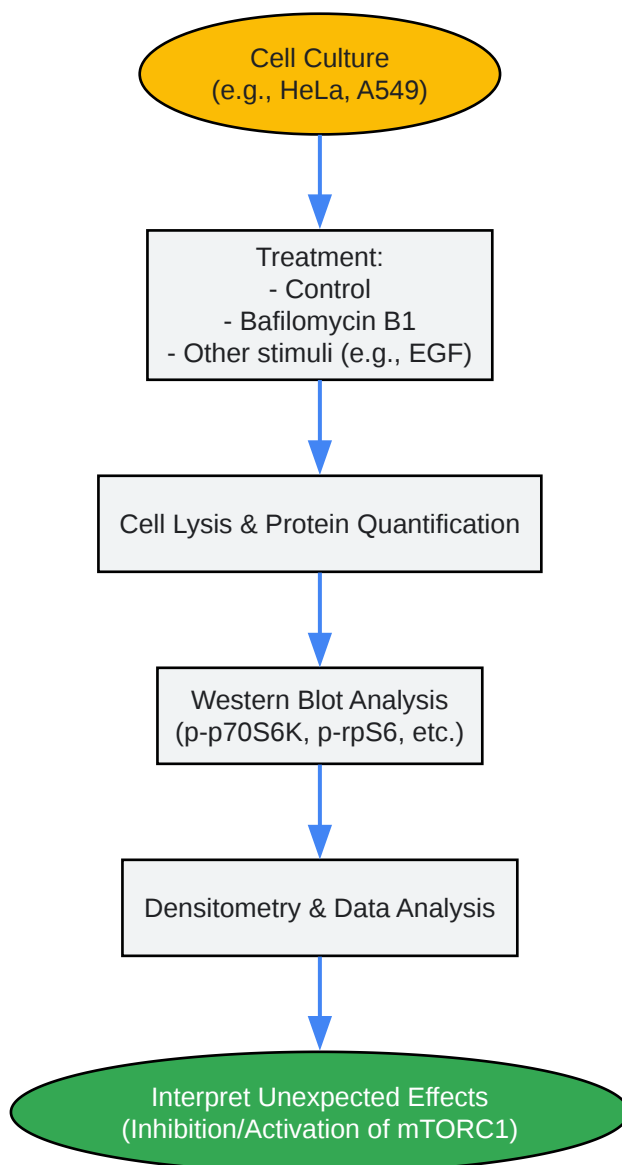 Cell Culture
(e.g., HeLa, A549)
Treatment:
- Control
- Bafilomycin B1
- Other stimuli (e.g., EGF)
Cell Lysis & Protein Quantification
Western Blot Analysis
(p-p70S6K, p-rpS6, etc.)
Densitometry & Data Analysis
Interpret Unexpected Effects
(Inhibition/Activation of mTORC1)